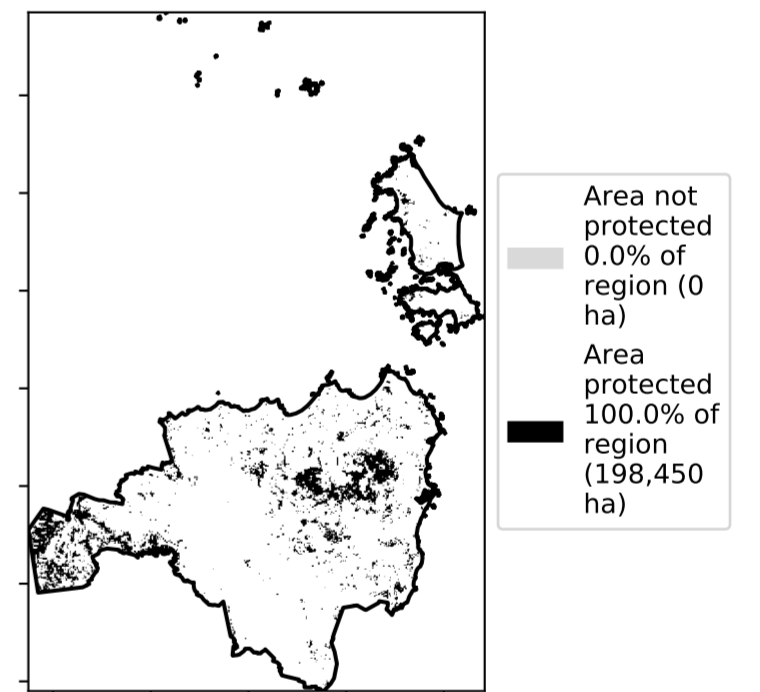 Area not
protected
0.0% of
region (0
ha)
Area
protected
100.0% of
region
(198,450
ha)